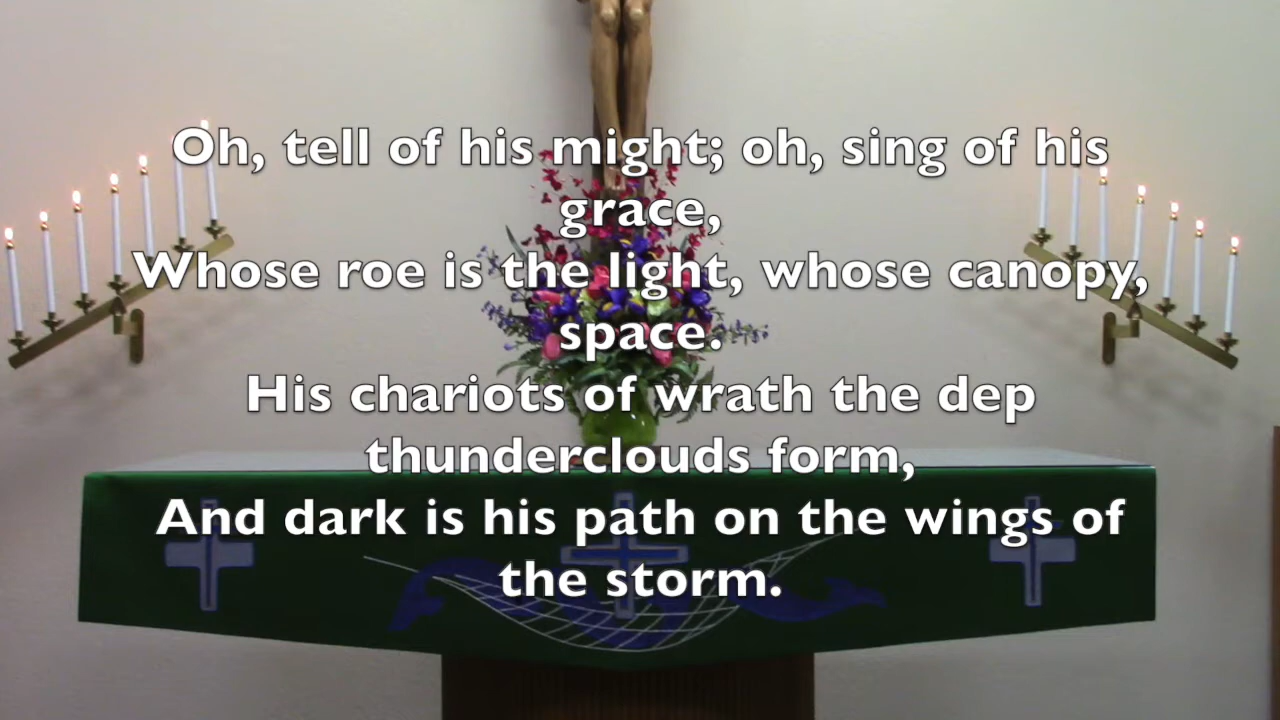 Oh, tell of his might; oh, sing of his
grace,
Whose roe is the light, whose canopy,
space.
His chariots of wrath the dep
thunderclouds form,
And dark is his path on the wings of
the storm.